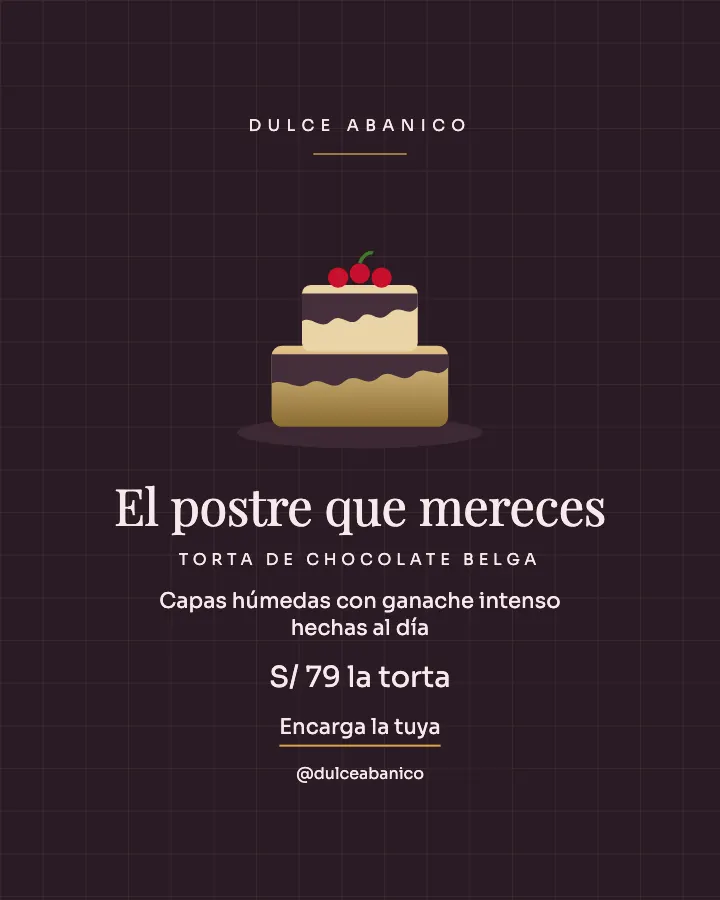 DULCE ABANICO
El postre que mereces
TORTA DE CHOCOLATE BELGA
Capas húmedas con ganache intenso
hechas al día
S/ 79 la torta
Encarga la tuya
@dulceabanico